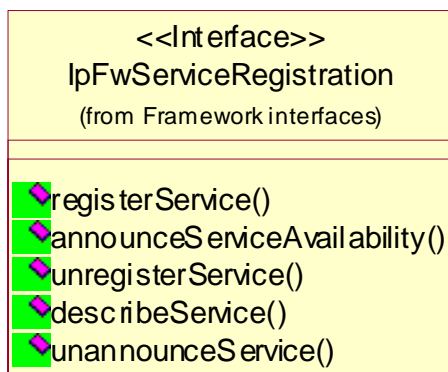 <<Interface>>
IpFwServiceRegistration
(from Framework interfaces)
registerService()
announceServiceAvailability()
unregisterService()
describeService()
unannounceService()